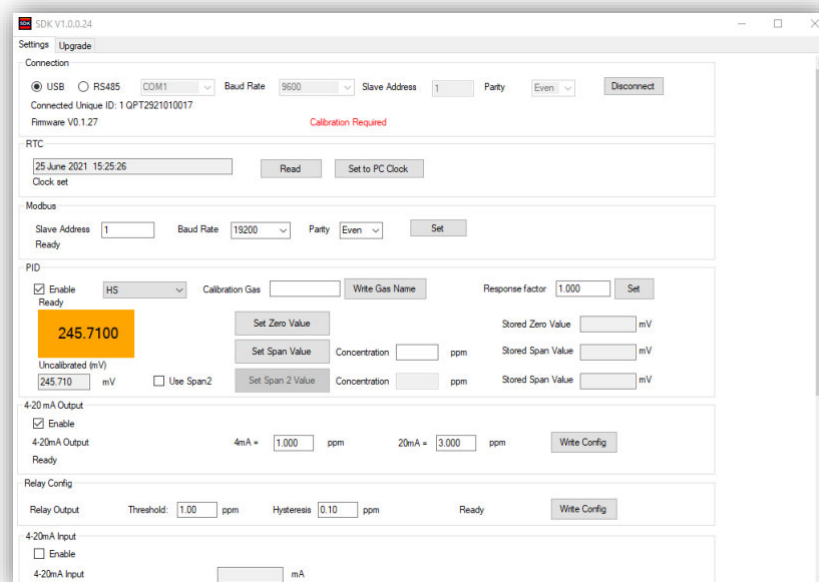 SDK SDK V1.0.0.24
Settings Upgrade
Connection
USB RS485 COM1 Baud Rate 9600 Slave Address 1 Parity Even Disconnect
Connected Unique ID: 1 QPT2921010017
Firmware V0.1.27 Calibration Required
RTC
25 June 2021 15:25:26 Read Set to PC Clock
Clock set
Modbus
Slave Address 1 Baud Rate 19200 Parity Even Set
Ready
PID
Enable HS Calibration Gas Write Gas Name Response factor 1.000 Set
Ready
245.7100 Set Zero Value Stored Zero Value mV
Set Span Value Concentration ppm Stored Span Value mV
Uncalibrated (mV)
245.710 mV Use Span2 Set Span 2 Value Concentration ppm Stored Span Value mV
4-20 mA Output
Enable
4-20mA Output 4mA = 1.000 ppm 20mA = 3.000 ppm Write Config
Ready
Relay Config
Relay Output Threshold: 1.00 ppm Hysteresis 0.10 ppm Ready Write Config
4-20mA Input
Enable
4-20mA Input mA